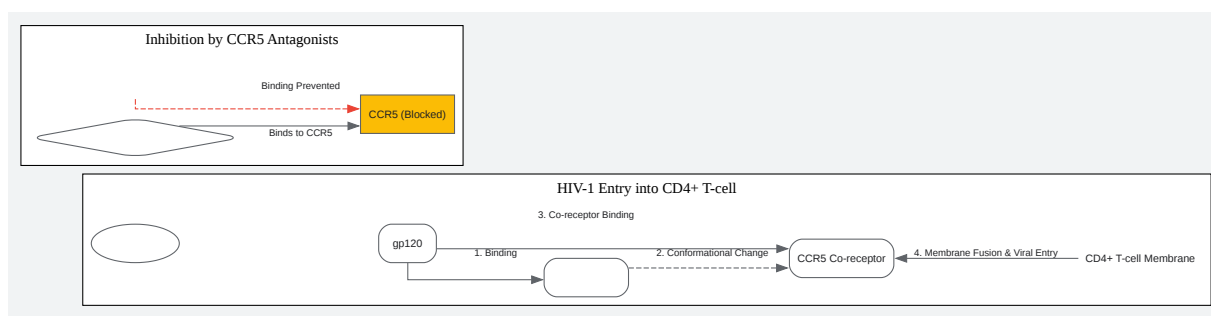 Inhibition by CCR5 Antagonists
Binding Prevented
CCR5 (Blocked)
Binds to CCR5
HIV-1 Entry into CD4+ T-cell
3. Co-receptor Binding
gp120
1. Binding
2. Conformational Change
CCR5 Co-receptor
4. Membrane Fusion & Viral Entry
CD4+ T-cell Membrane